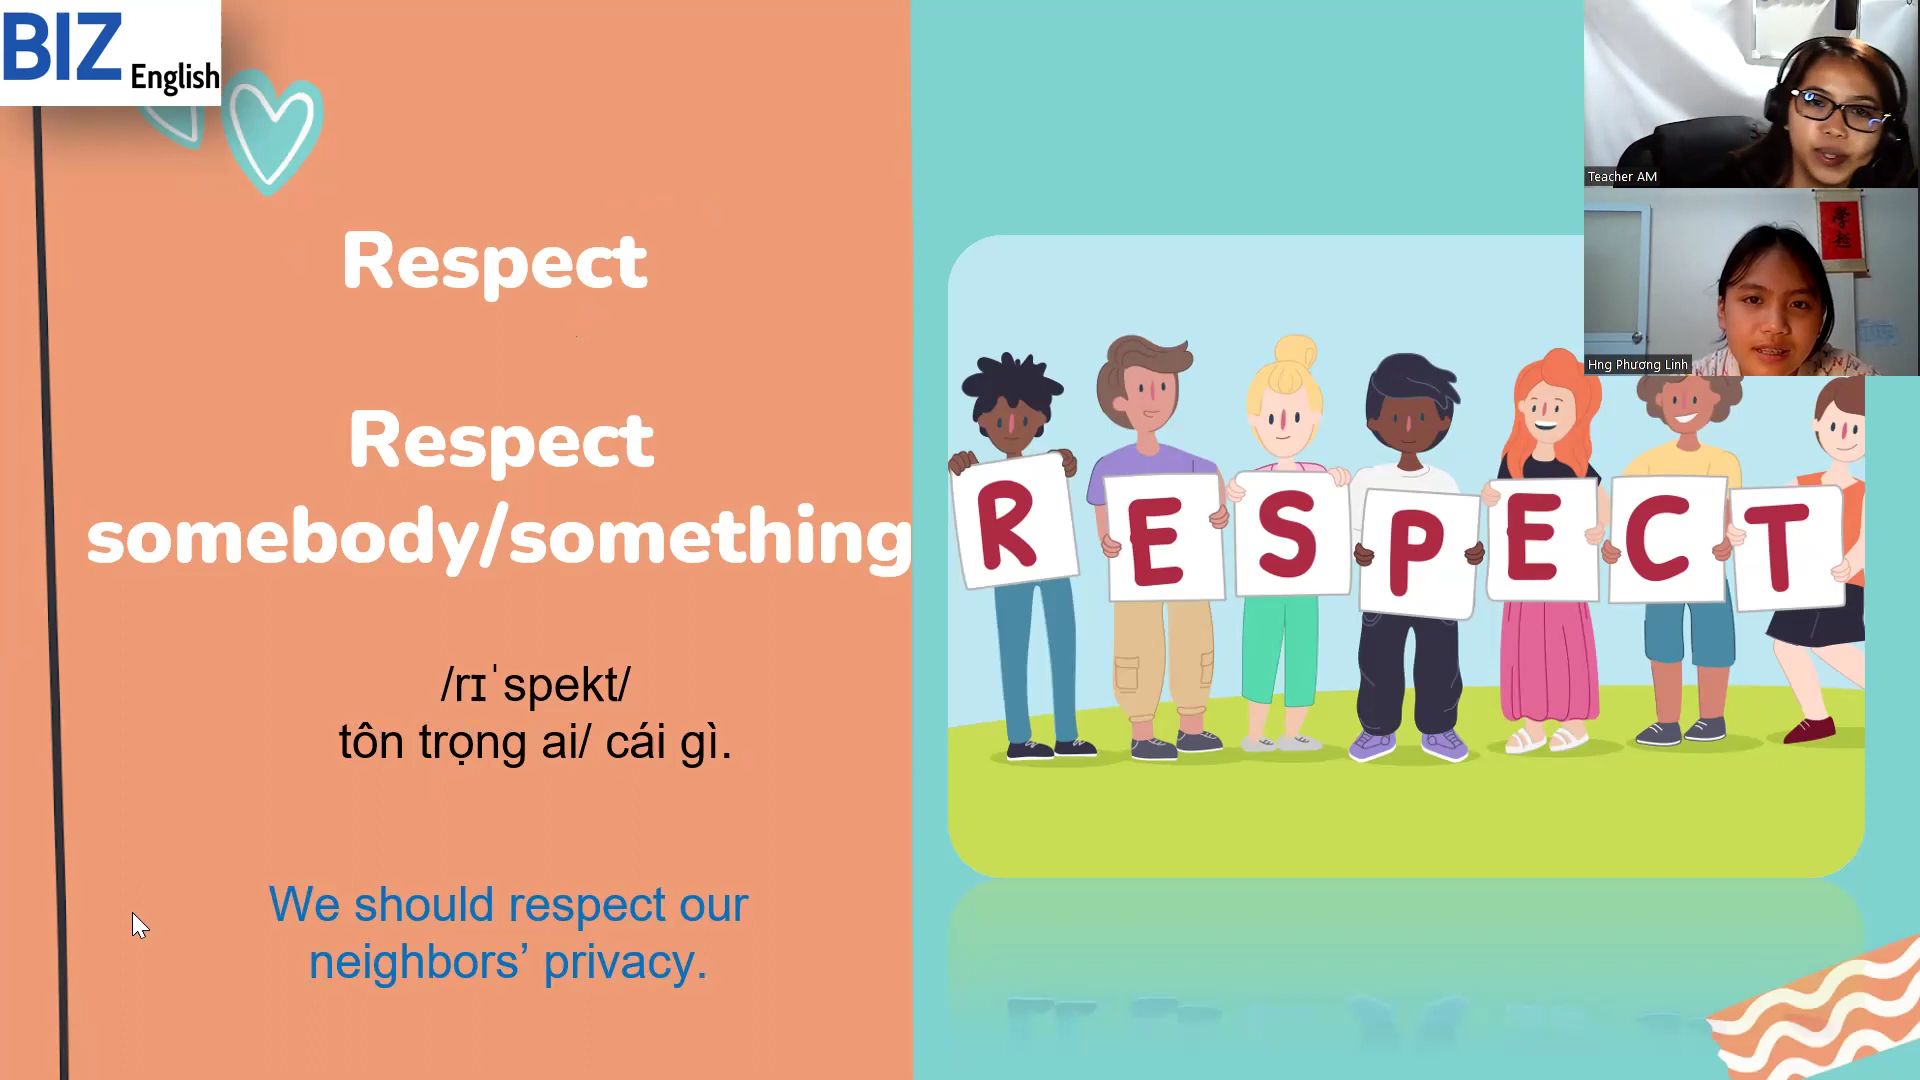 BIZ English
Respect
Respect
somebody/something
/rɪˈspekt/
tôn trọng ai/ cái gì.
We should respect our
neighbors’ privacy.
R E S P E C T
Teacher AM
Hng Phương Linh